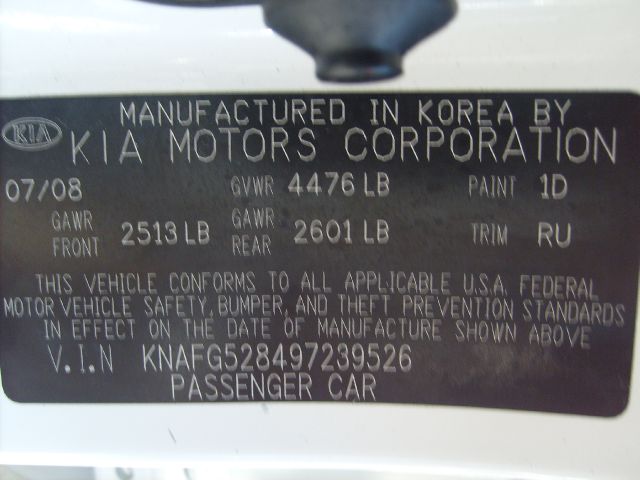 MANUFACTURED IN KOREA BY
KIA KIA MOTORS CORPORATION
07/08 GVWR 4476 LB PAINT 1D
GAWR FRONT 2513 LB GAWR REAR 2601 LB TRIM RU
THIS VEHICLE CONFORMS TO ALL APPLICABLE U.S.A. FEDERAL
MOTOR VEHICLE SAFETY, BUMPER, AND THEFT PREVENTION STANDARDS
IN EFFECT ON THE DATE OF MANUFACTURE SHOWN ABOVE
V.I.N KNAFG528497239526
PASSENGER CAR